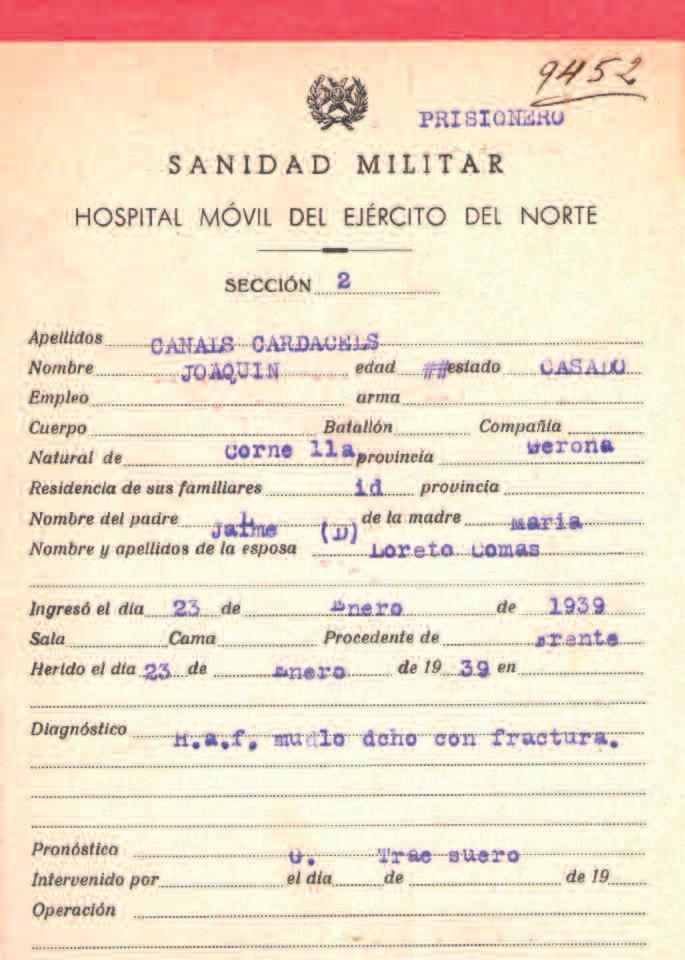 9452
PRISIONERO
SANIDAD MILITAR
HOSPITAL MÓVIL DEL EJÉRCITO DEL NORTE
SECCIÓN 2
Apellidos CANALS CARDACELS
Nombre JOAQUIN edad ## estado CASADO
Empleo arma
Cuerpo Batallón Compañía
Natural de Corne lla, provincia Gerona
Residencia de sus familiares id provincia
Nombre del padre Jaime (D) de la madre María
Nombre y apellidos de la esposa Loreto Comas
Ingresó el día 23 de Enero de 1939
Sala Cama Procedente de Frente
Herido el día 23 de Enero de 19 39 en
Diagnóstico H.a.f. muslo dcho con fractura.
Pronóstico G. Trae suero
Intervenido por el día de de 19
Operación